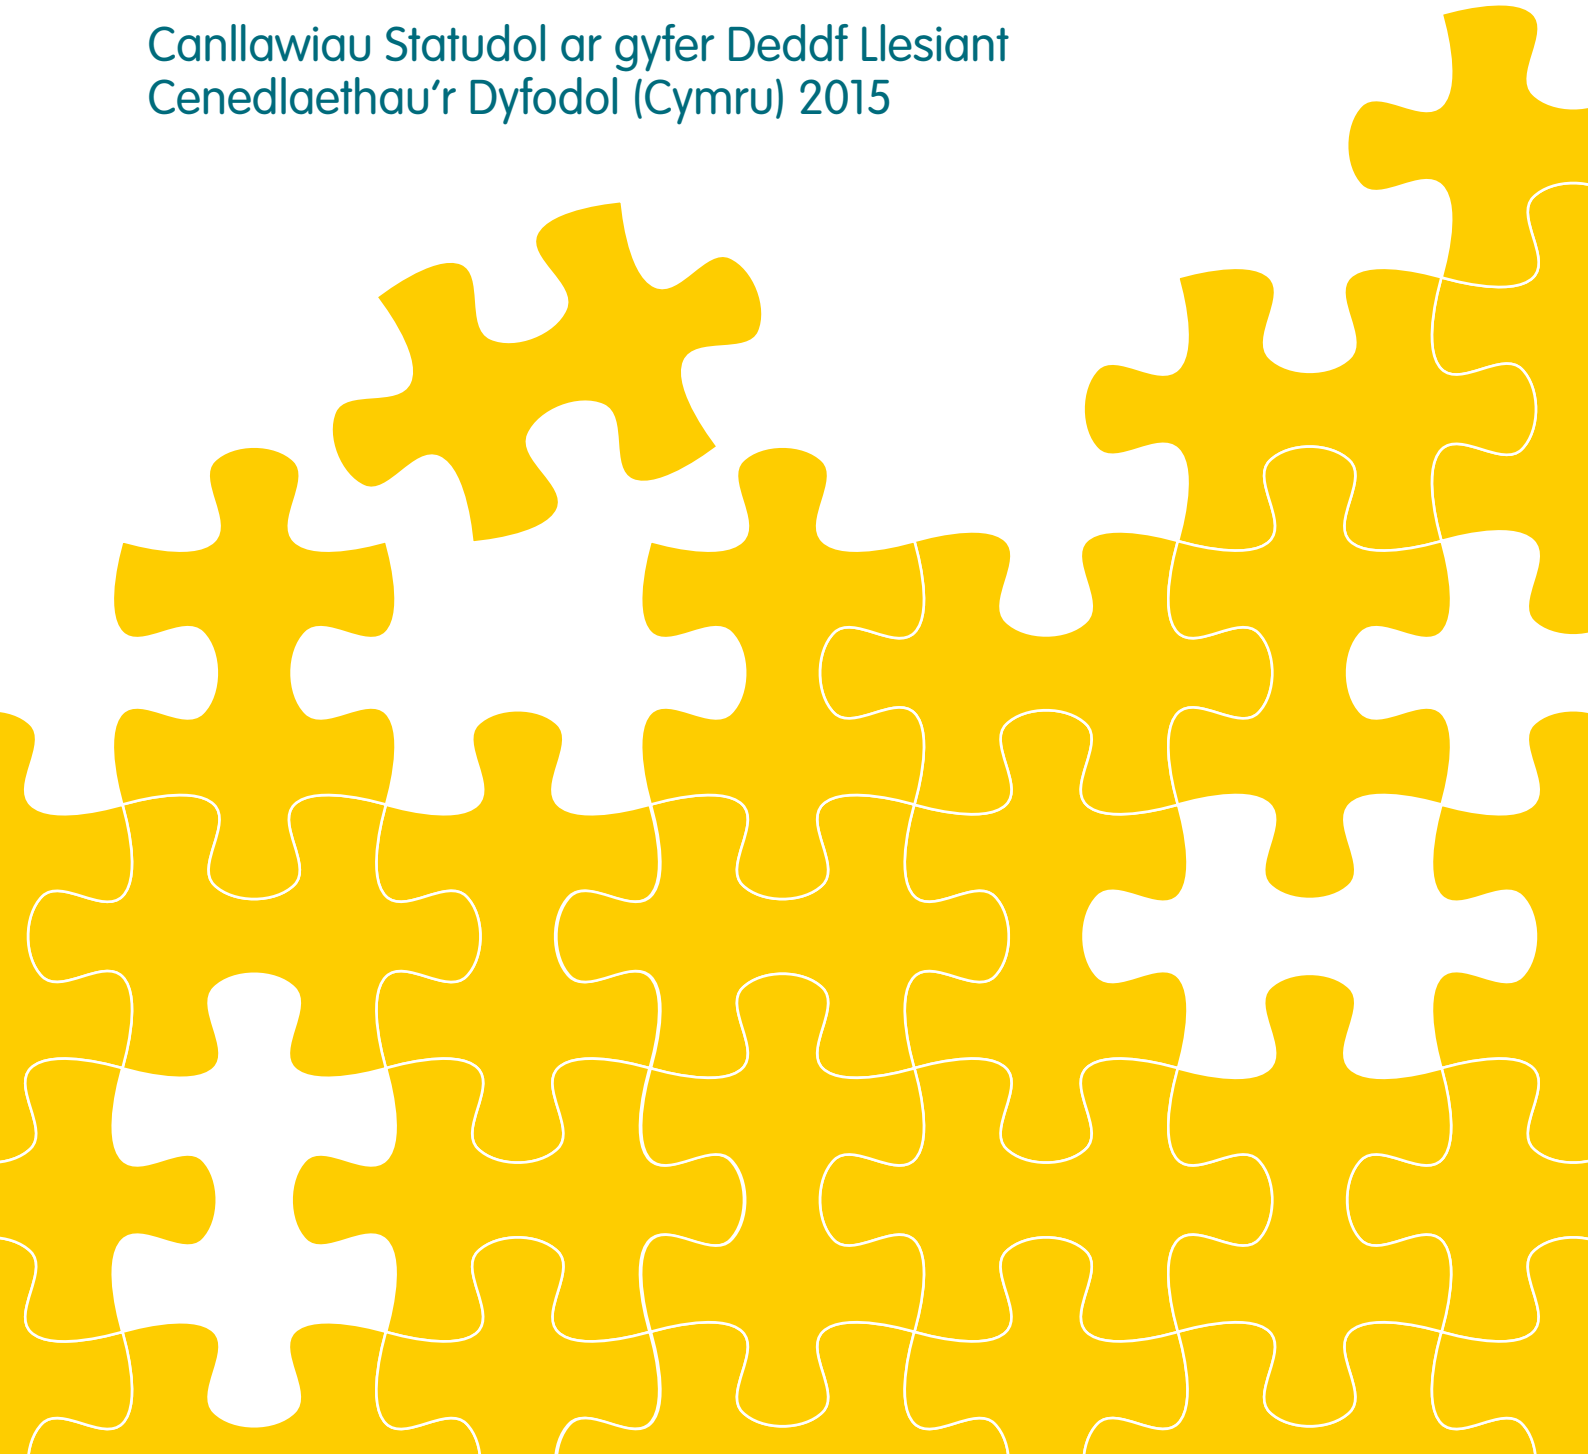 Canllawiau Statudol ar gyfer Deddf Llesiant
Cenedlaethau'r Dyfodol (Cymru) 2015